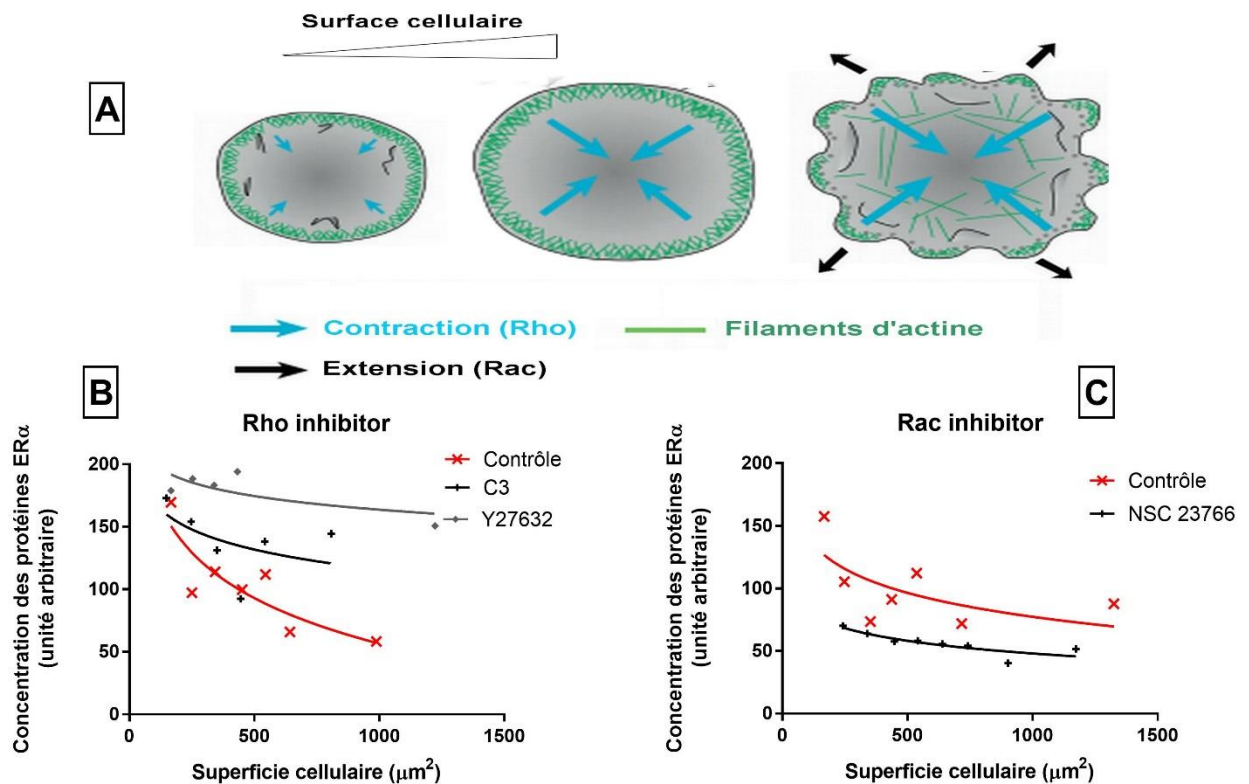 Surface cellulaire
A
Contraction (Rho)
Filaments d'actine
Extension (Rac)
B
Rho inhibitor
Concentration des protéines ERα
(unité arbitraire)
200
150
100
50
0
0
500
1000
1500
Superficie cellulaire (μm²)
Contrôle
C3
Y27632
C
Rac inhibitor
Concentration des protéines ERα
(unité arbitraire)
200
150
100
50
0
0
500
1000
1500
Superficie cellulaire (μm²)
Contrôle
NSC 23766